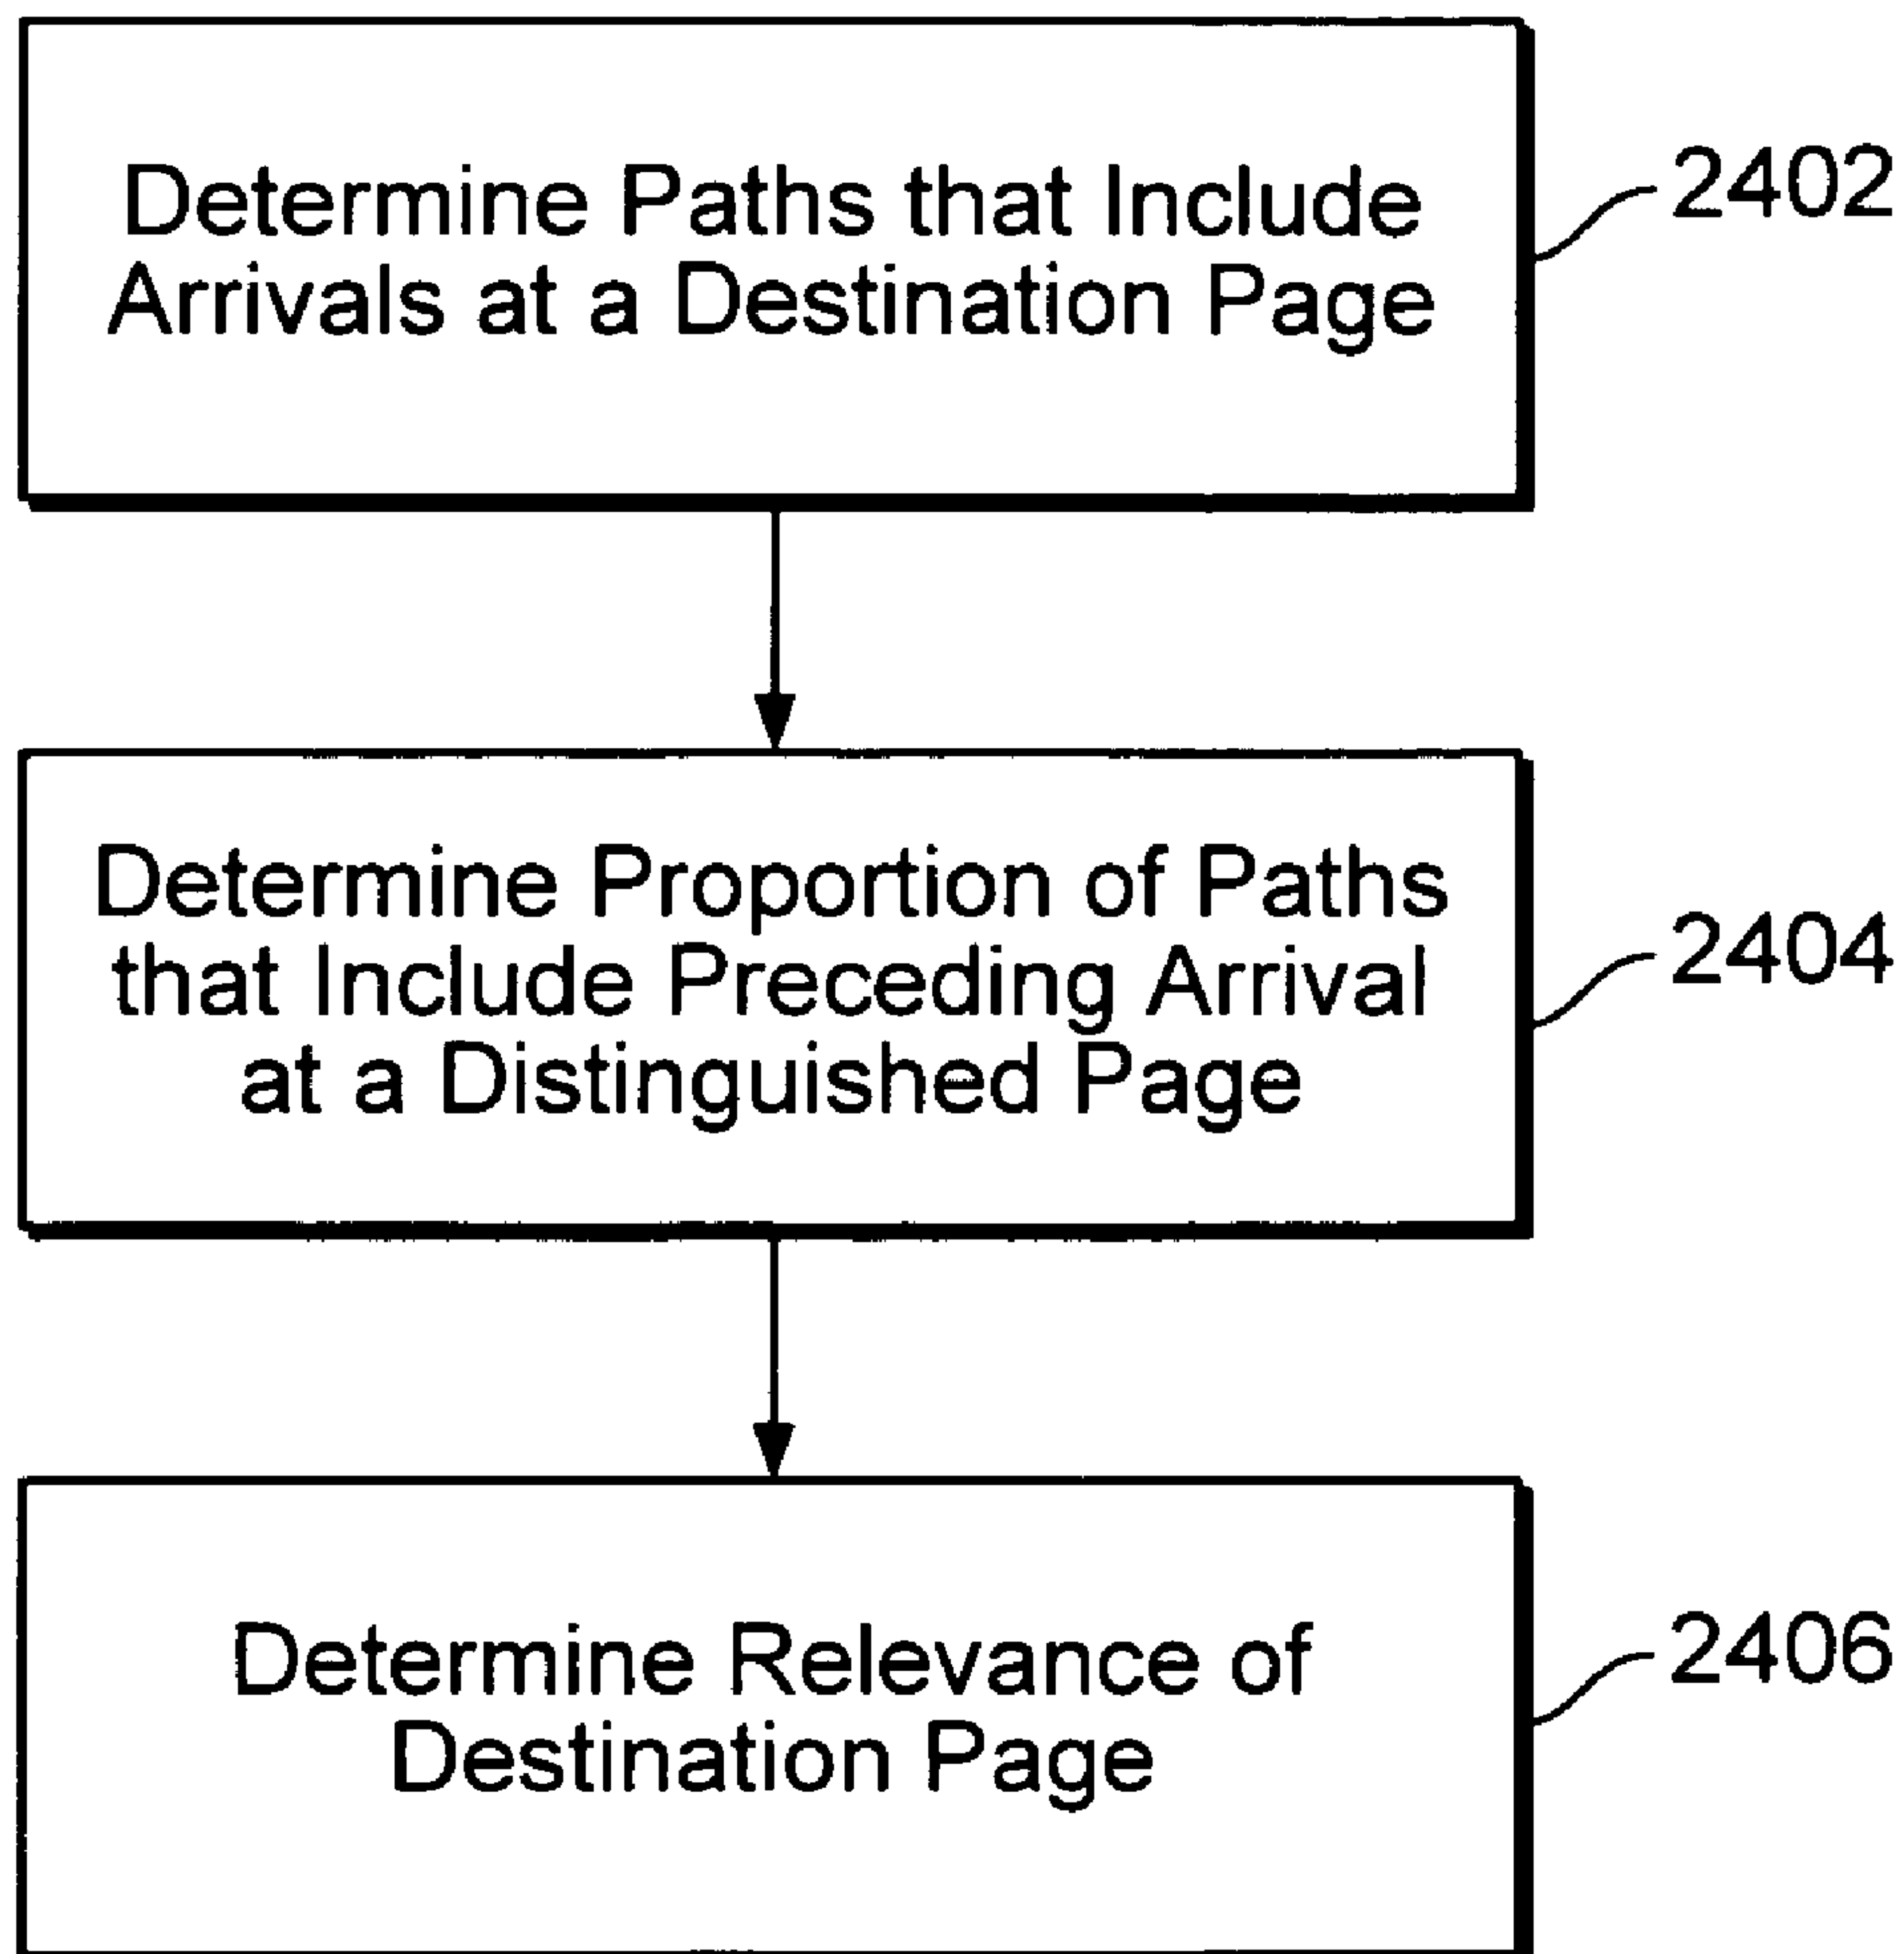 Determine Paths that Include
Arrivals at a Destination Page
2402
Determine Proportion of Paths
that Include Preceding Arrival
at a Distinguished Page
2404
Determine Relevance of
Destination Page
2406